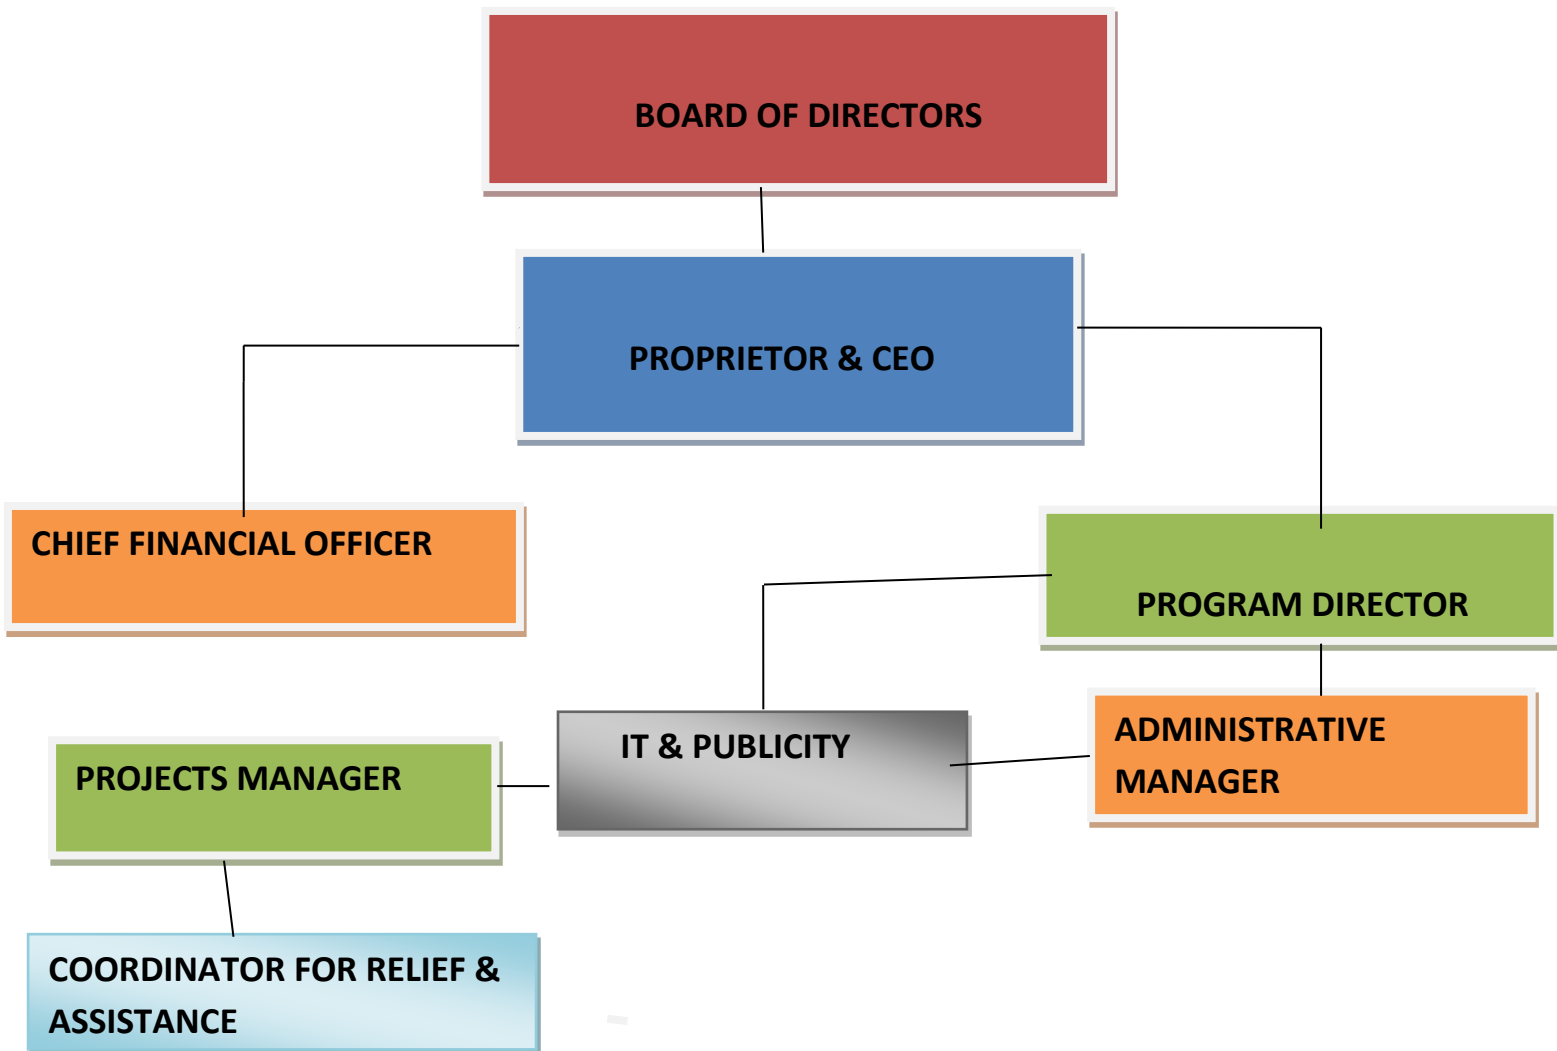 BOARD OF DIRECTORS
PROPRIETOR & CEO
CHIEF FINANCIAL OFFICER
PROGRAM DIRECTOR
IT & PUBLICITY
ADMINISTRATIVE
MANAGER
PROJECTS MANAGER
COORDINATOR FOR RELIEF &
ASSISTANCE